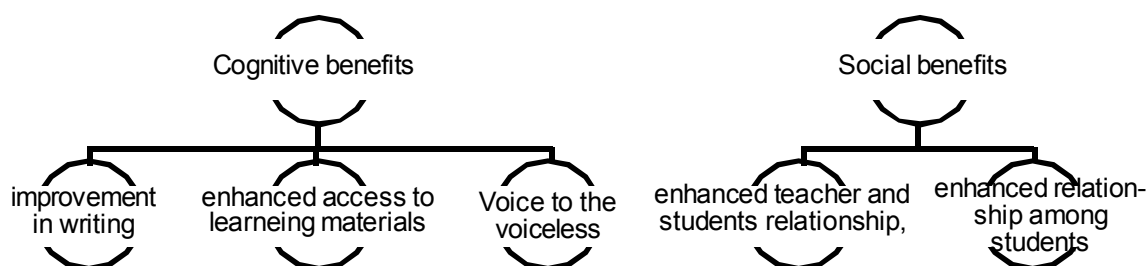 Cognitive benefits
Social benefits
improvement
in writing
enhanced access to
learneing materials
Voice to the
voiceless
enhanced teacher and
students relationship,
enhanced relation-
ship among
students